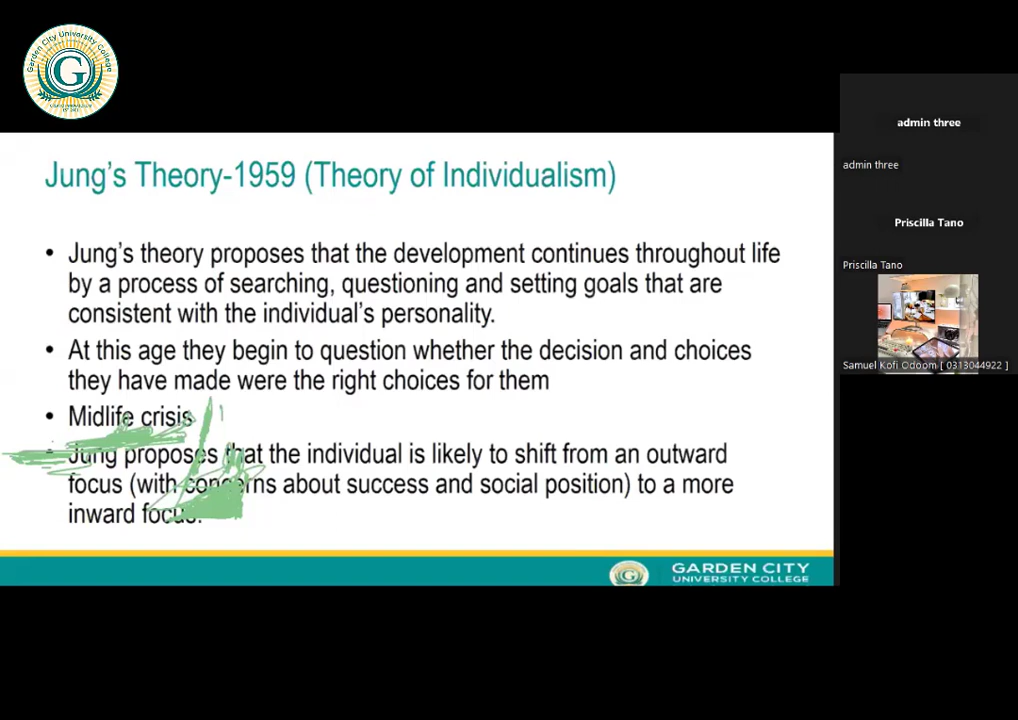 Garden City University College
G
Jung's Theory-1959 (Theory of Individualism)
• Jung's theory proposes that the development continues throughout life
by a process of searching, questioning and setting goals that are
consistent with the individual's personality.
• At this age they begin to question whether the decision and choices
they have made were the right choices for them
• Midlife crisis
• Jung proposes that the individual is likely to shift from an outward
focus (with concerns about success and social position) to a more
inward focus.
G
GARDEN CITY
UNIVERSITY COLLEGE
admin three
admin three
Priscilla Tano
Priscilla Tano
Samuel Kofi Odoom [ 0313044922 ]